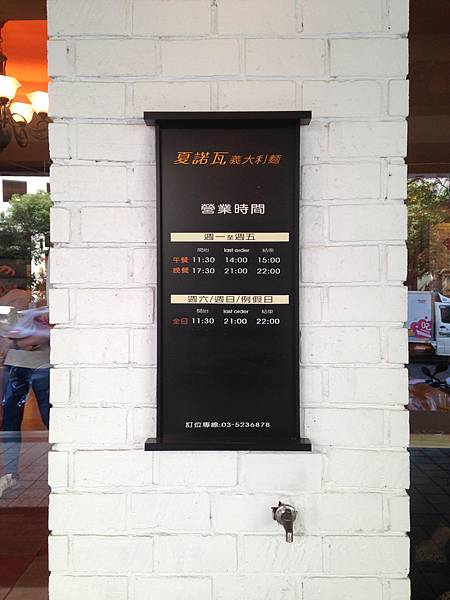 夏諾瓦義大利麵
營業時間
週一至週五
開始 last order 結束
午餐 11:30 14:00 15:00
晚餐 17:30 21:00 22:00
週六/週日/例假日
開始 last order 結束
全日 11:30 21:00 22:00
訂位專線:03-5236878